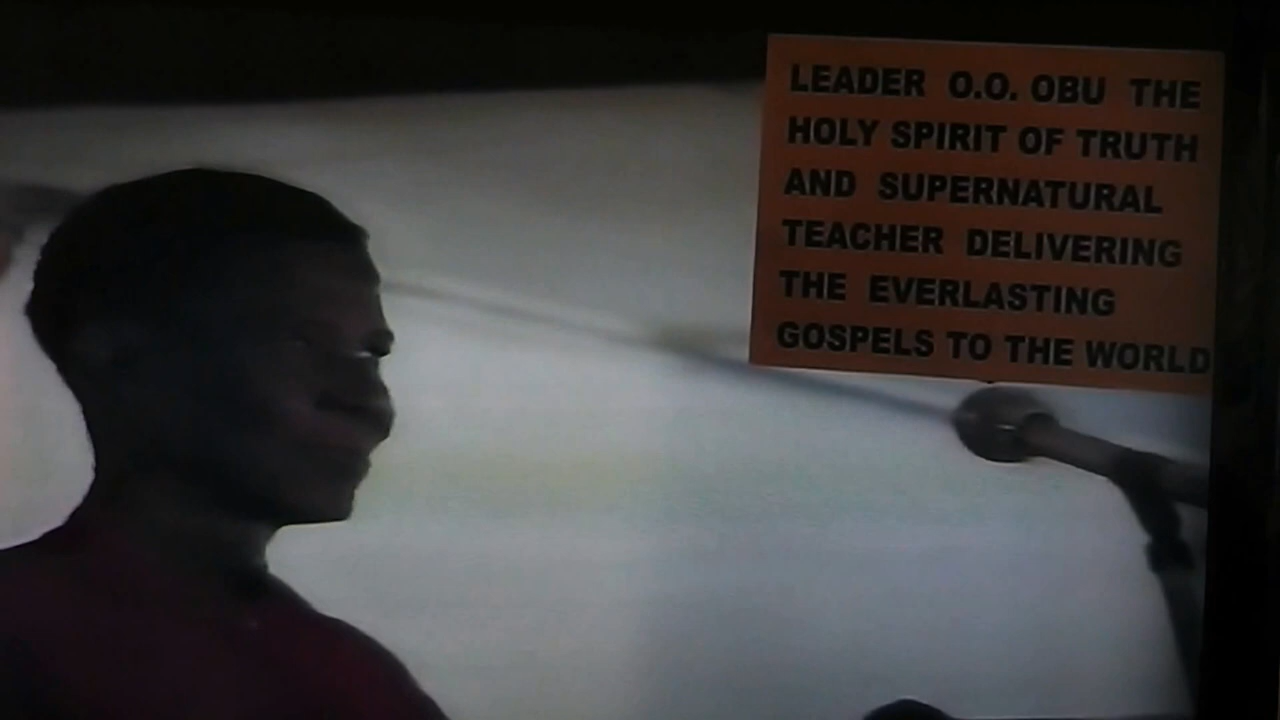 LEADER O.O. OBU THE
HOLY SPIRIT OF TRUTH
AND SUPERNATURAL
TEACHER DELIVERING
THE EVERLASTING
GOSPELS TO THE WORLD